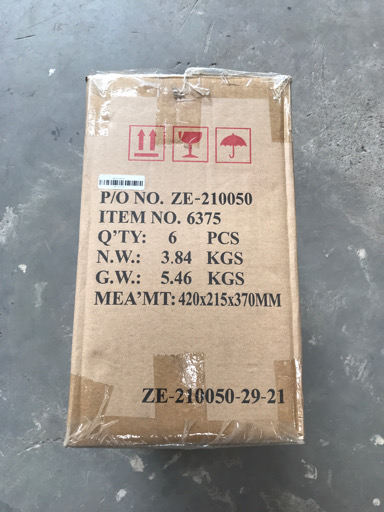 P/O NO. ZE-210050
ITEM NO. 6375
Q'TY: 6 PCS
N.W.: 3.84 KGS
G.W.: 5.46 KGS
MEA'MT: 420x215x370MM
ZE-210050-29-21